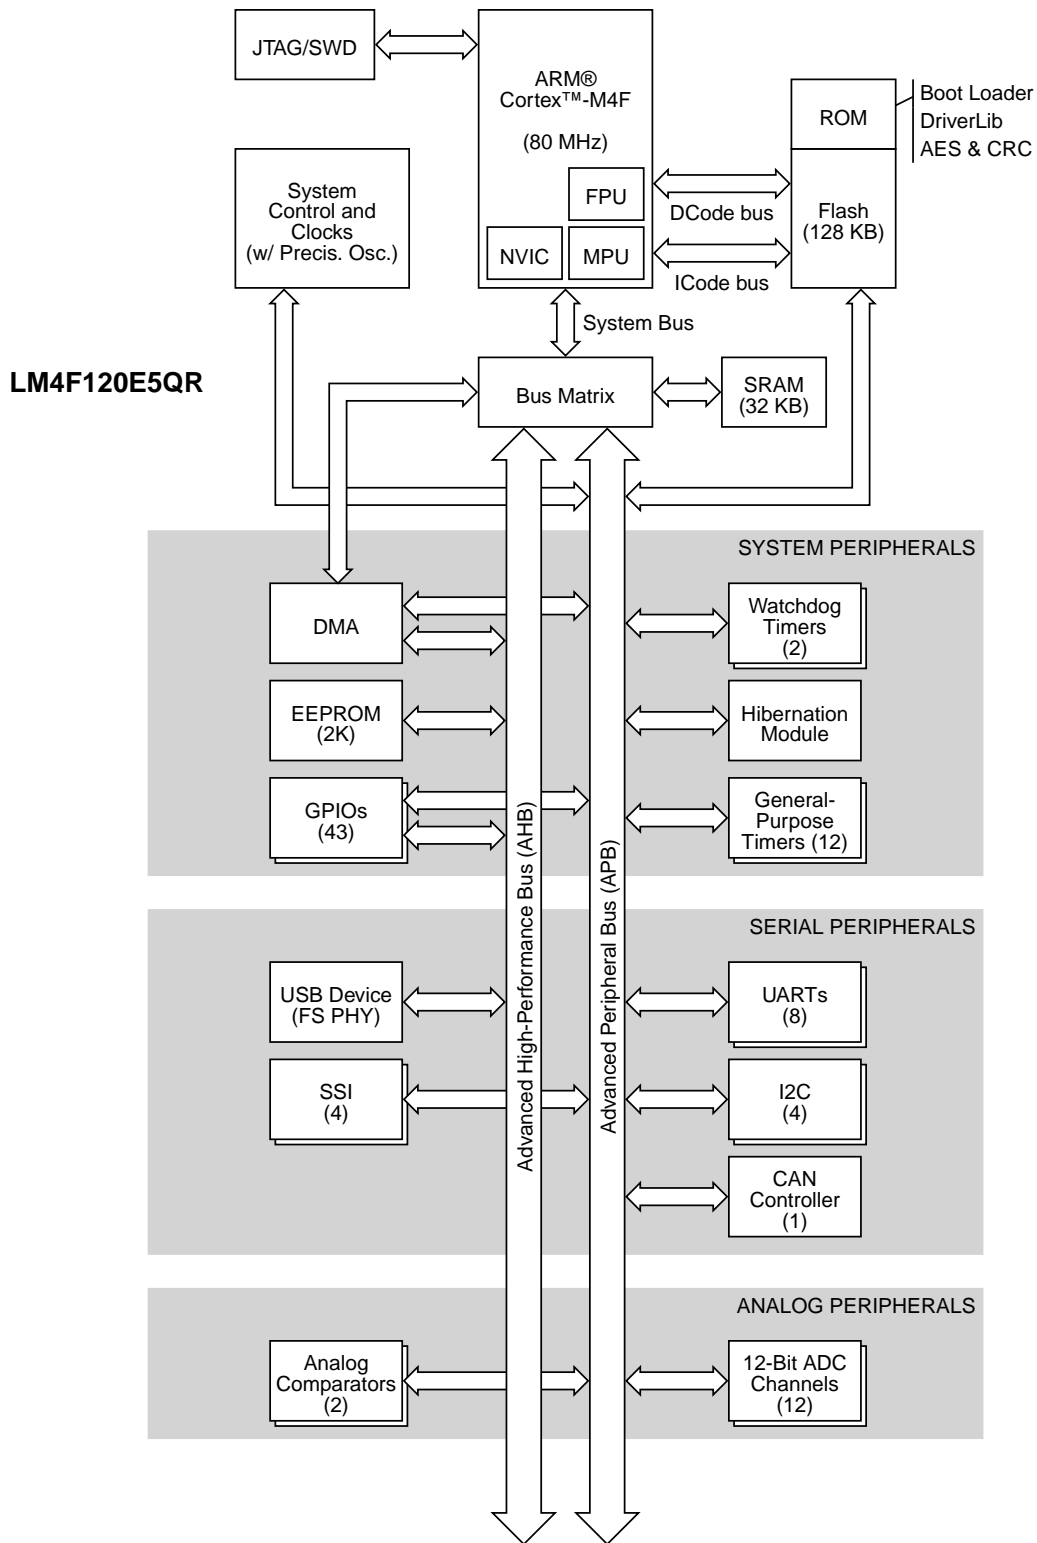 JTAG/SWD
ARM®
Cortex™-M4F
(80 MHz)
FPU
NVIC
MPU
ROM
Boot Loader
DriverLib
AES & CRC
Flash
(128 KB)
DCode bus
ICode bus
System
Control and
Clocks
(w/ Precis. Osc.)
System Bus
LM4F120E5QR
Bus Matrix
SRAM
(32 KB)
SYSTEM PERIPHERALS
DMA
Watchdog
Timers
(2)
EEPROM
(2K)
Hibernation
Module
GPIOs
(43)
General-
Purpose
Timers (12)
Advanced High-Performance Bus (AHB)
Advanced Peripheral Bus (APB)
SERIAL PERIPHERALS
USB Device
(FS PHY)
UARTs
(8)
SSI
(4)
I2C
(4)
CAN
Controller
(1)
ANALOG PERIPHERALS
Analog
Comparators
(2)
12-Bit ADC
Channels
(12)